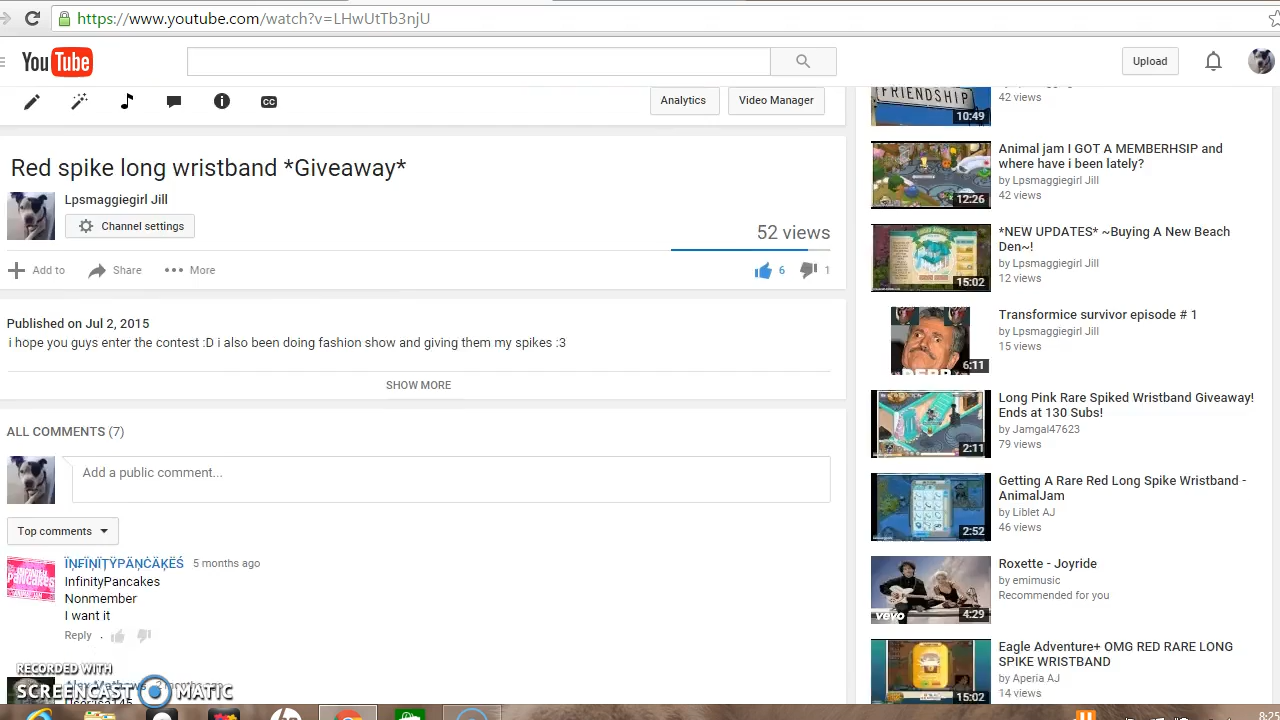 https://www.youtube.com/watch?v=LHwUtTb3njU
YouTube
Upload
CC
Analytics
Video Manager
Red spike long wristband *Giveaway*
Lpsmaggiegirl Jill
Channel settings
52 views
Add to
Share
More
6
1
Published on Jul 2, 2015
i hope you guys enter the contest :D i also been doing fashion show and giving them my spikes :3
SHOW MORE
ALL COMMENTS (7)
Add a public comment...
Top comments
5 months ago
InfinityPancakes
Nonmember
I want it
Reply
RECORDED WITH
SCREENCAST MATIC
FRIENDSHIP
10:49
42 views
Animal jam I GOT A MEMBERHSIP and
where have i been lately?
by Lpsmaggiegirl Jill
42 views
12:26
*NEW UPDATES* ~Buying A New Beach
Den~!
by Lpsmaggiegirl Jill
12 views
15:02
Transformice survivor episode # 1
by Lpsmaggiegirl Jill
15 views
6:11
Long Pink Rare Spiked Wristband Giveaway!
Ends at 130 Subs!
by Jamgal47623
79 views
2:11
Getting A Rare Red Long Spike Wristband -
AnimalJam
by Liblet AJ
46 views
2:52
Roxette - Joyride
by emimusic
Recommended for you
vevo
4:29
Eagle Adventure+ OMG RED RARE LONG
SPIKE WRISTBAND
by Aperia AJ
14 views
15:02